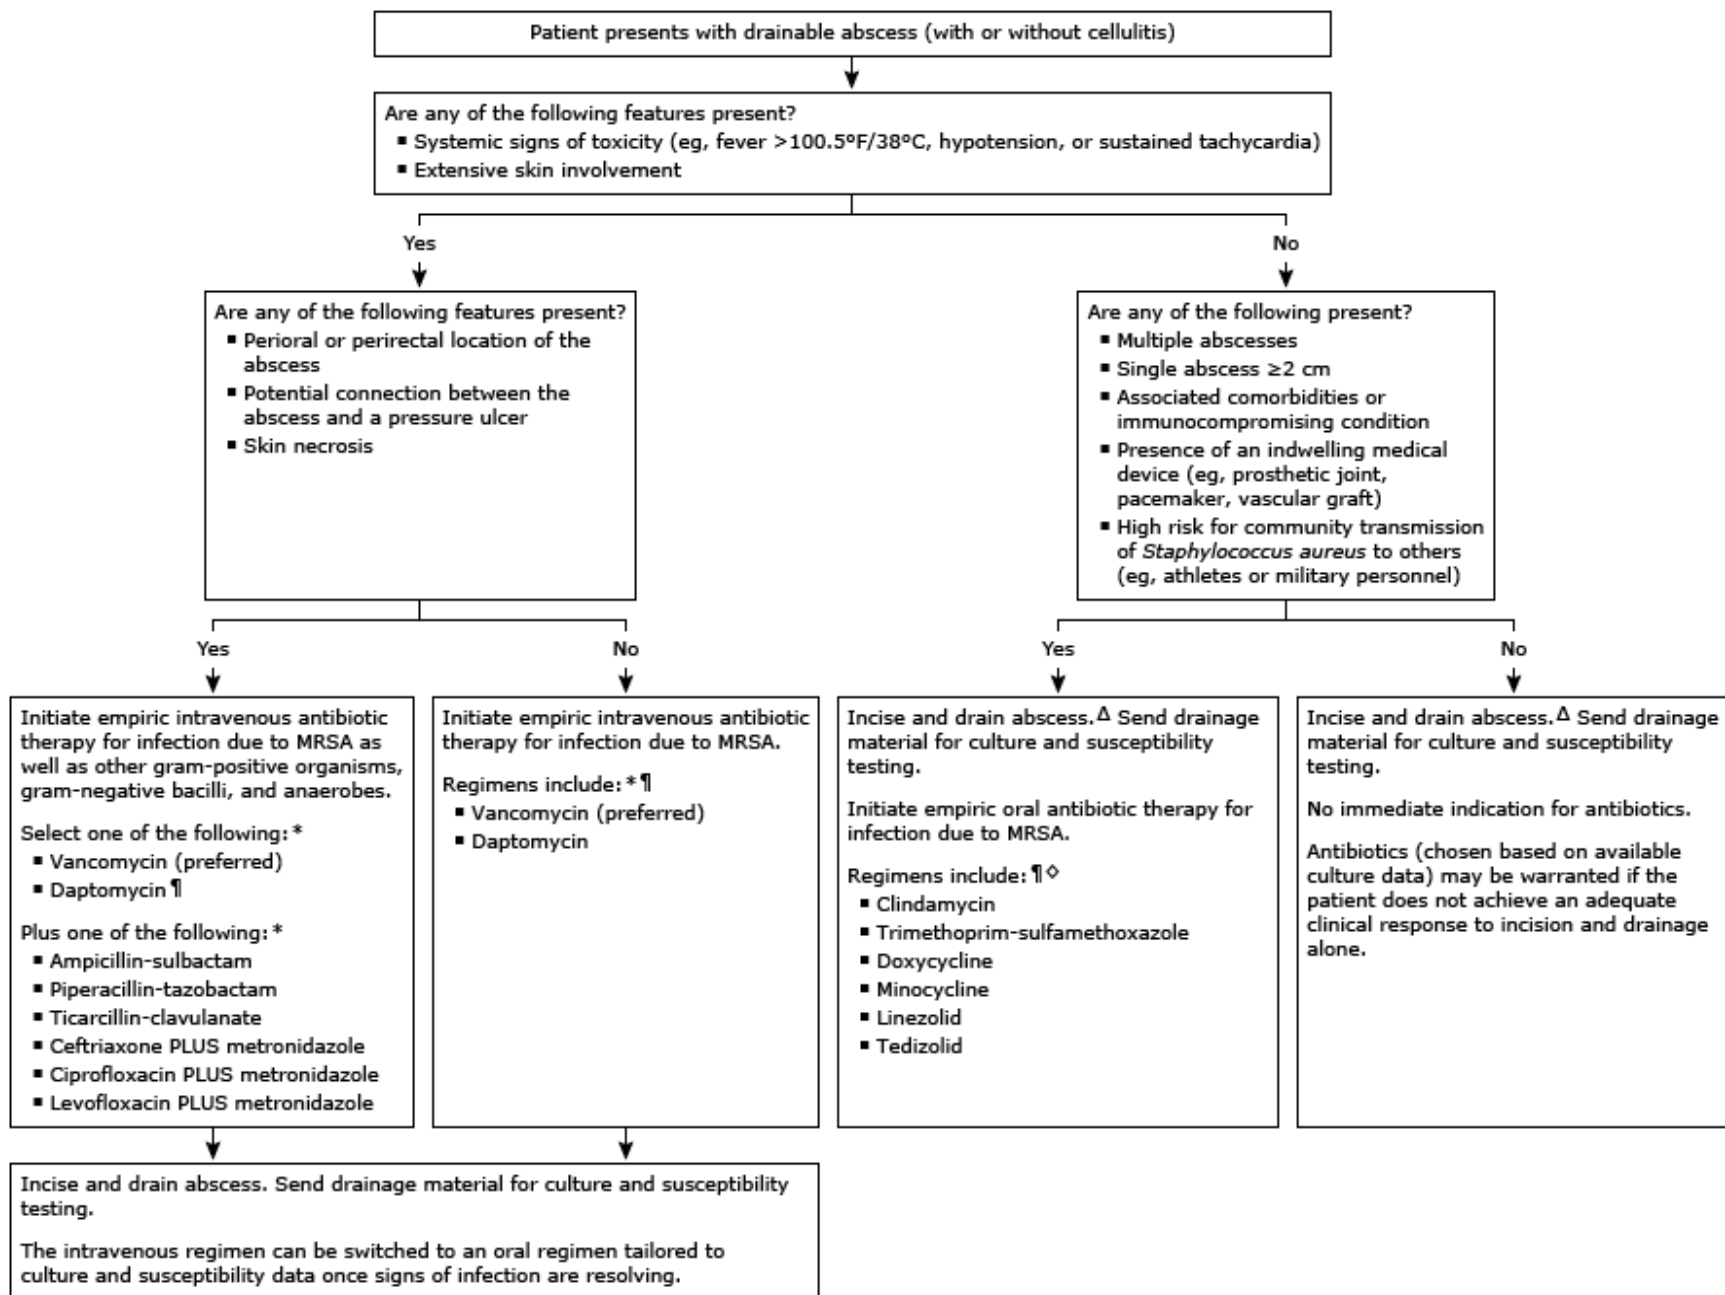 Patient presents with drainable abscess (with or without cellulitis)
Are any of the following features present?
▪ Systemic signs of toxicity (eg, fever >100.5ºF/38ºC, hypotension, or sustained tachycardia)
▪ Extensive skin involvement
Yes
No
Are any of the following features present?
▪ Perioral or perirectal location of the
abscess
▪ Potential connection between the
abscess and a pressure ulcer
▪ Skin necrosis
Are any of the following present?
▪ Multiple abscesses
▪ Single abscess ≥2 cm
▪ Associated comorbidities or
immunocompromising condition
▪ Presence of an indwelling medical
device (eg, prosthetic joint,
pacemaker, vascular graft)
▪ High risk for community transmission
of Staphylococcus aureus to others
(eg, athletes or military personnel)
Yes
No
Yes
No
Initiate empiric intravenous antibiotic
therapy for infection due to MRSA as
well as other gram-positive organisms,
gram-negative bacilli, and anaerobes.
Select one of the following:*
▪ Vancomycin (preferred)
▪ Daptomycin¶
Plus one of the following:*
▪ Ampicillin-sulbactam
▪ Piperacillin-tazobactam
▪ Ticarcillin-clavulanate
▪ Ceftriaxone PLUS metronidazole
▪ Ciprofloxacin PLUS metronidazole
▪ Levofloxacin PLUS metronidazole
Initiate empiric intravenous antibiotic
therapy for infection due to MRSA.
Regimens include:*¶
▪ Vancomycin (preferred)
▪ Daptomycin
Incise and drain abscess.Δ Send drainage
material for culture and susceptibility
testing.
Initiate empiric oral antibiotic therapy for
infection due to MRSA.
Regimens include:¶◇
▪ Clindamycin
▪ Trimethoprim-sulfamethoxazole
▪ Doxycycline
▪ Minocycline
▪ Linezolid
▪ Tedizolid
Incise and drain abscess.Δ Send drainage
material for culture and susceptibility
testing.
No immediate indication for antibiotics.
Antibiotics (chosen based on available
culture data) may be warranted if the
patient does not achieve an adequate
clinical response to incision and drainage
alone.
Incise and drain abscess. Send drainage material for culture and susceptibility
testing.
The intravenous regimen can be switched to an oral regimen tailored to
culture and susceptibility data once signs of infection are resolving.